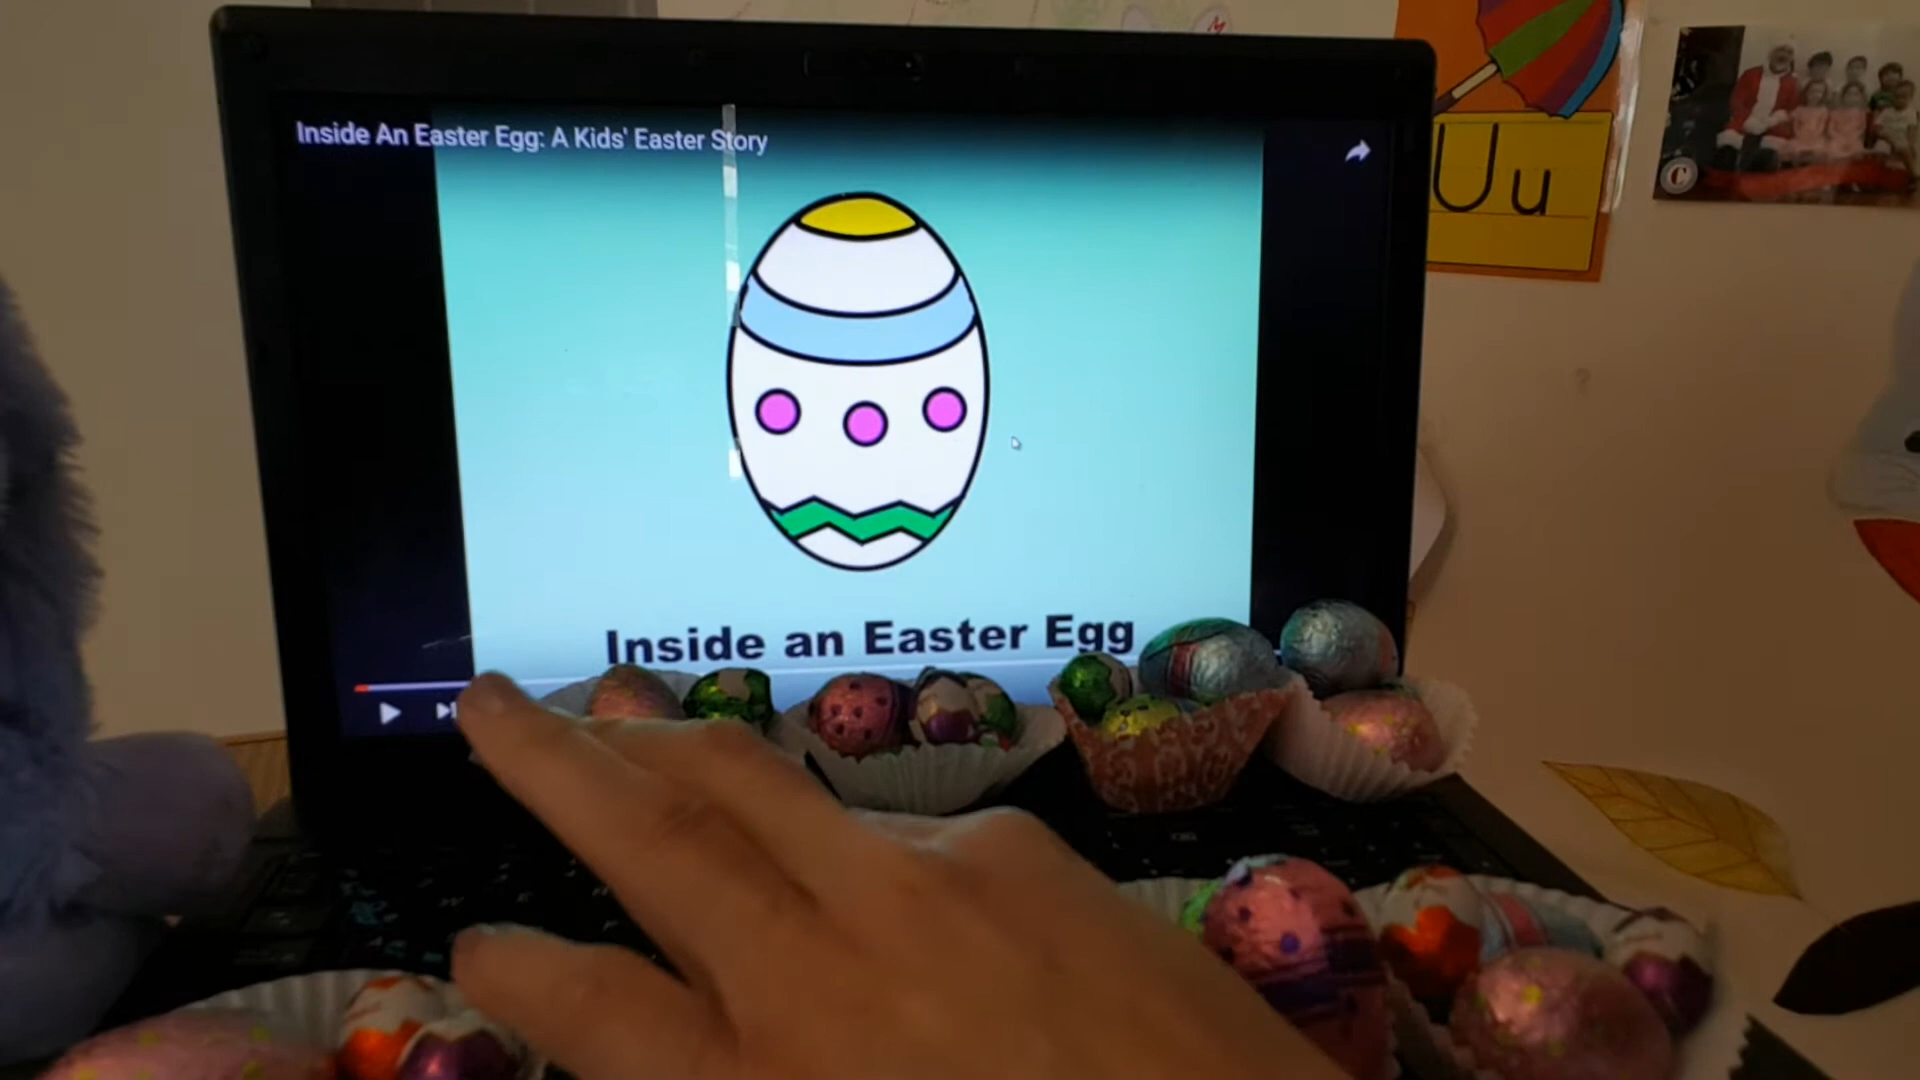 Inside An Easter Egg: A Kids' Easter Story
Uu
C
Inside an Easter Egg